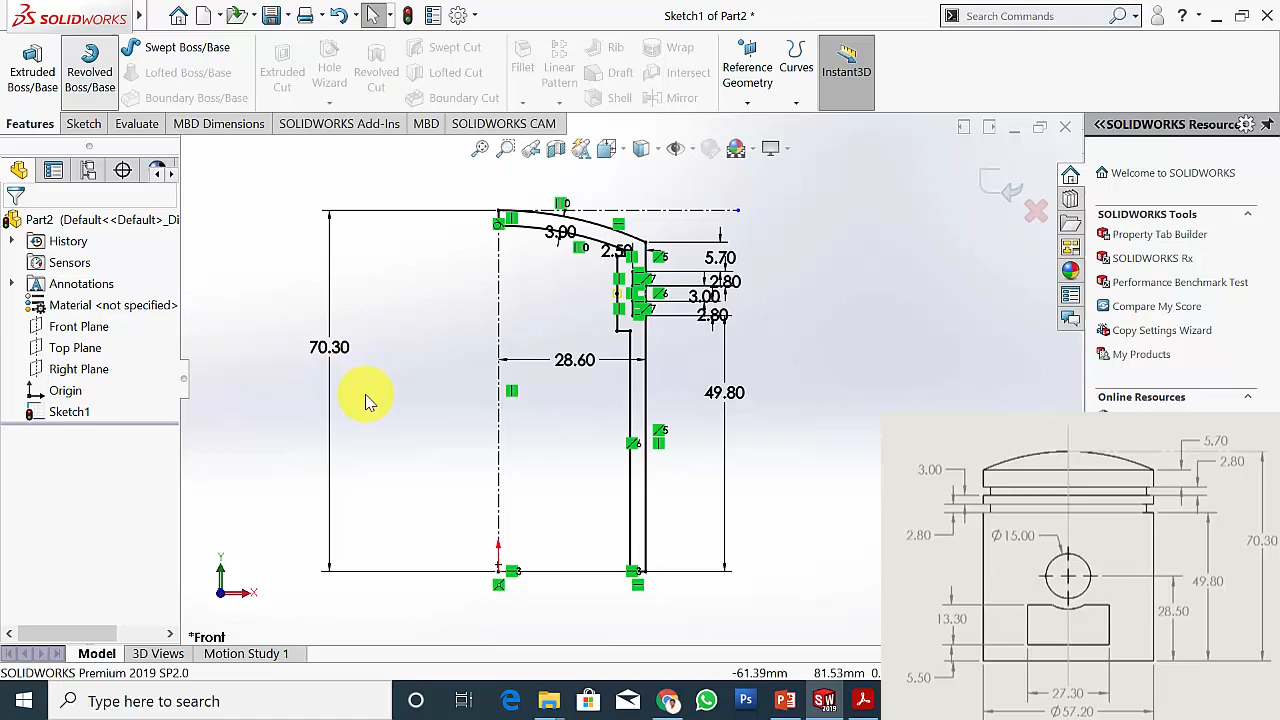 SOLIDWORKS
Sketch1 of Part2 *
Search Commands
Extruded Boss/Base
Revolved Boss/Base
Swept Boss/Base
Lofted Boss/Base
Boundary Boss/Base
Extruded Cut
Hole Wizard
Revolved Cut
Swept Cut
Lofted Cut
Boundary Cut
Fillet
Linear Pattern
Rib
Draft
Shell
Wrap
Intersect
Mirror
Reference Geometry
Curves
Instant3D
Features
Sketch
Evaluate
MBD Dimensions
SOLIDWORKS Add-Ins
MBD
SOLIDWORKS CAM
Part2 (Default<<Default>_Di
History
Sensors
Annotations
Material <not specified>
Front Plane
Top Plane
Right Plane
Origin
Sketch1
3.00
2.50
5.70
2.80
3.00
2.80
70.30
28.60
49.80
Y
X
*Front
<<SOLIDWORKS Resourc
Welcome to SOLIDWORKS
SOLIDWORKS Tools
Property Tab Builder
SOLIDWORKS Rx
Performance Benchmark Test
Compare My Score
Copy Settings Wizard
My Products
Online Resources
5.70
3.00
2.80
2.80
Ø15.00
70.30
49.80
28.50
13.30
5.50
27.30
Ø57.20
Model
3D Views
Motion Study 1
SOLIDWORKS Premium 2019 SP2.0
-61.39mm
81.53mm
Type here to search